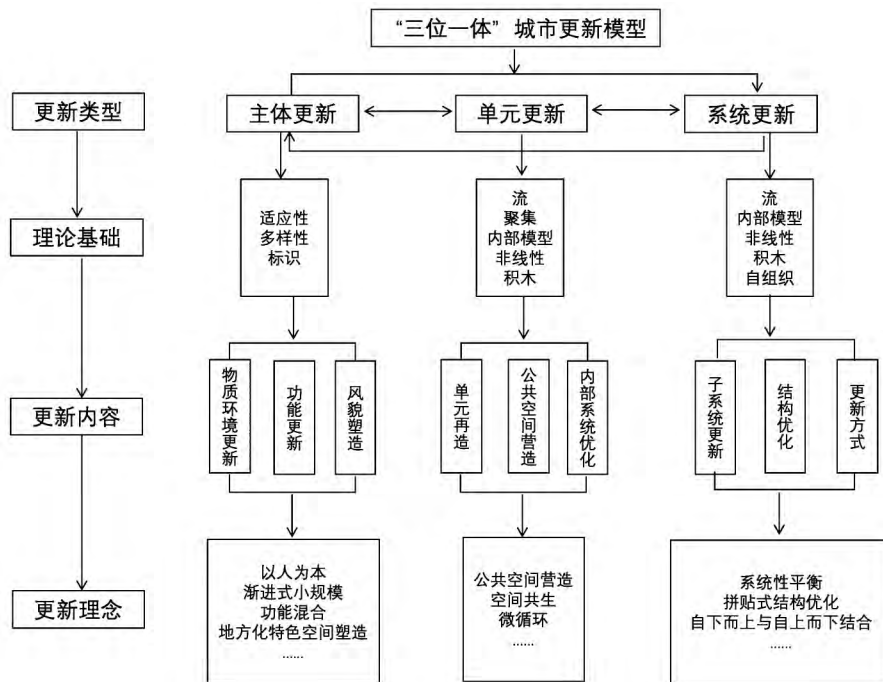 “三位一体”城市更新模型
更新类型
主体更新
单元更新
系统更新
理论基础
适应性
多样性
标识
流
聚集
内部模型
非线性
积木
流
内部模型
非线性
积木
自组织
更新内容
物质环境更新
功能更新
风貌塑造
单元再造
公共空间营造
内部系统优化
子系统更新
结构优化
更新方式
更新理念
以人为本
渐进式小规模
功能混合
地方化特色空间塑造
......
公共空间营造
空间共生
微循环
......
系统性平衡
拼贴式结构优化
自下而上与自上而下结合
......